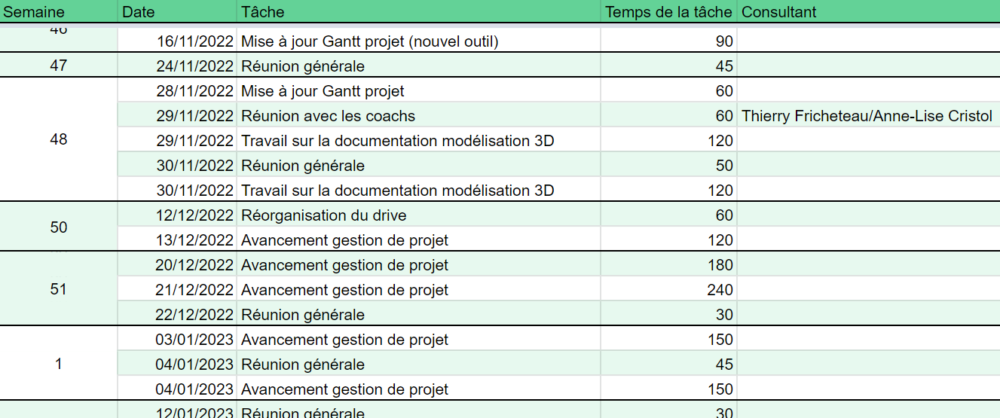 Semaine Date Tâche Temps de la tâche Consultant
46
16/11/2022 Mise à jour Gantt projet (nouvel outil) 90
47 24/11/2022 Réunion générale 45
28/11/2022 Mise à jour Gantt projet 60
29/11/2022 Réunion avec les coachs 60 Thierry Fricheteau/Anne-Lise Cristol
48 29/11/2022 Travail sur la documentation modélisation 3D 120
30/11/2022 Réunion générale 50
30/11/2022 Travail sur la documentation modélisation 3D 120
50 12/12/2022 Réorganisation du drive 60
13/12/2022 Avancement gestion de projet 120
20/12/2022 Avancement gestion de projet 180
51 21/12/2022 Avancement gestion de projet 240
22/12/2022 Réunion générale 30
03/01/2023 Avancement gestion de projet 150
1 04/01/2023 Réunion générale 45
04/01/2023 Avancement gestion de projet 150
12/01/2023 Réunion générale 30